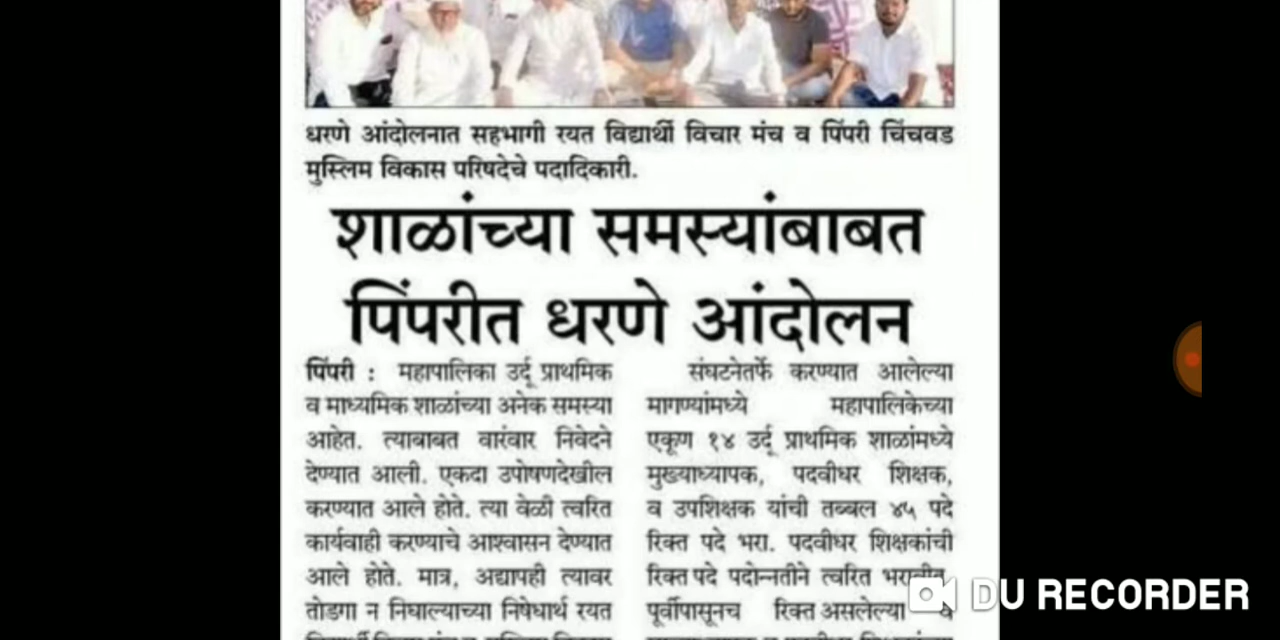 धरणे आंदोलनात सहभागी रयत विद्यार्थी विचार मंच व पिंपरी चिंचवड
मुस्लिम विकास परिषदेचे पदादिकारी.
शाळांच्या समस्यांबाबत
पिंपरीत धरणे आंदोलन
पिंपरी : महापालिका उर्दू प्राथमिक
व माध्यमिक शाळांच्या अनेक समस्या
आहेत. त्याबाबत वारंवार निवेदने
देण्यात आली. एकदा उपोषणदेखील
करण्यात आले होते. त्या वेळी त्वरित
कार्यवाही करण्याचे आश्वासन देण्यात
आले होते. मात्र, अद्यापही त्यावर
तोडगा न निघाल्याच्या निषेधार्थ रयत
संघटनेतर्फे करण्यात आलेल्या
मागण्यांमध्ये महापालिकेच्या
एकूण १४ उर्दू प्राथमिक शाळांमध्ये
मुख्याध्यापक, पदवीधर शिक्षक,
व उपशिक्षक यांची तब्बल ४५ पदे
रिक्त पदे भरा. पदवीधर शिक्षकांची
रिक्त पदे पदोन्नतीने त्वरित
पूर्वीपासूनच रिक्त असलेल्या व
DU RECORDER